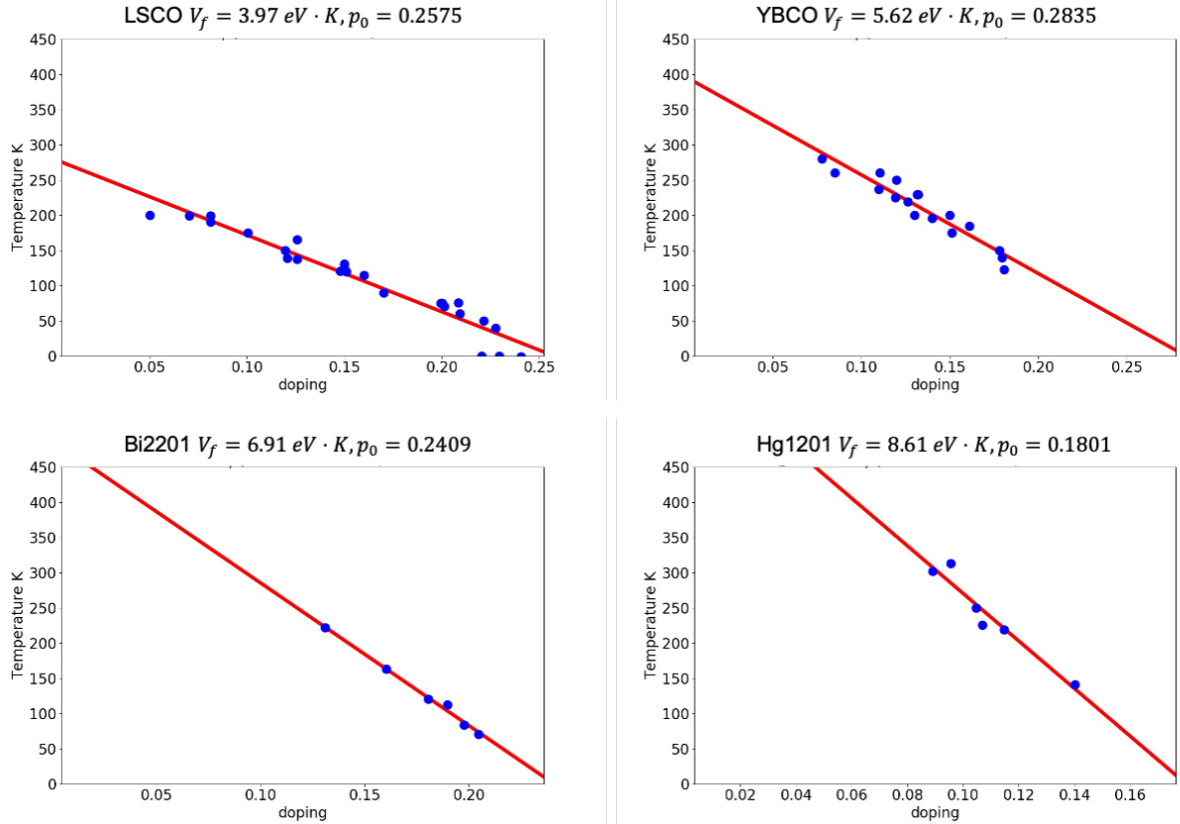 LSCO V_f = 3.97 eV · K, p_0 = 0.2575
450
400
350
300
250
200
150
100
50
0
Temperature K
0.05 0.10 0.15 0.20 0.25
doping
YBCO V_f = 5.62 eV · K, p_0 = 0.2835
450
400
350
300
250
200
150
100
50
0
Temperature K
0.05 0.10 0.15 0.20 0.25
doping
Bi2201 V_f = 6.91 eV · K, p_0 = 0.2409
450
400
350
300
250
200
150
100
50
0
Temperature K
0.05 0.10 0.15 0.20
doping
Hg1201 V_f = 8.61 eV · K, p_0 = 0.1801
450
400
350
300
250
200
150
100
50
0
Temperature K
0.02 0.04 0.06 0.08 0.10 0.12 0.14 0.16
doping